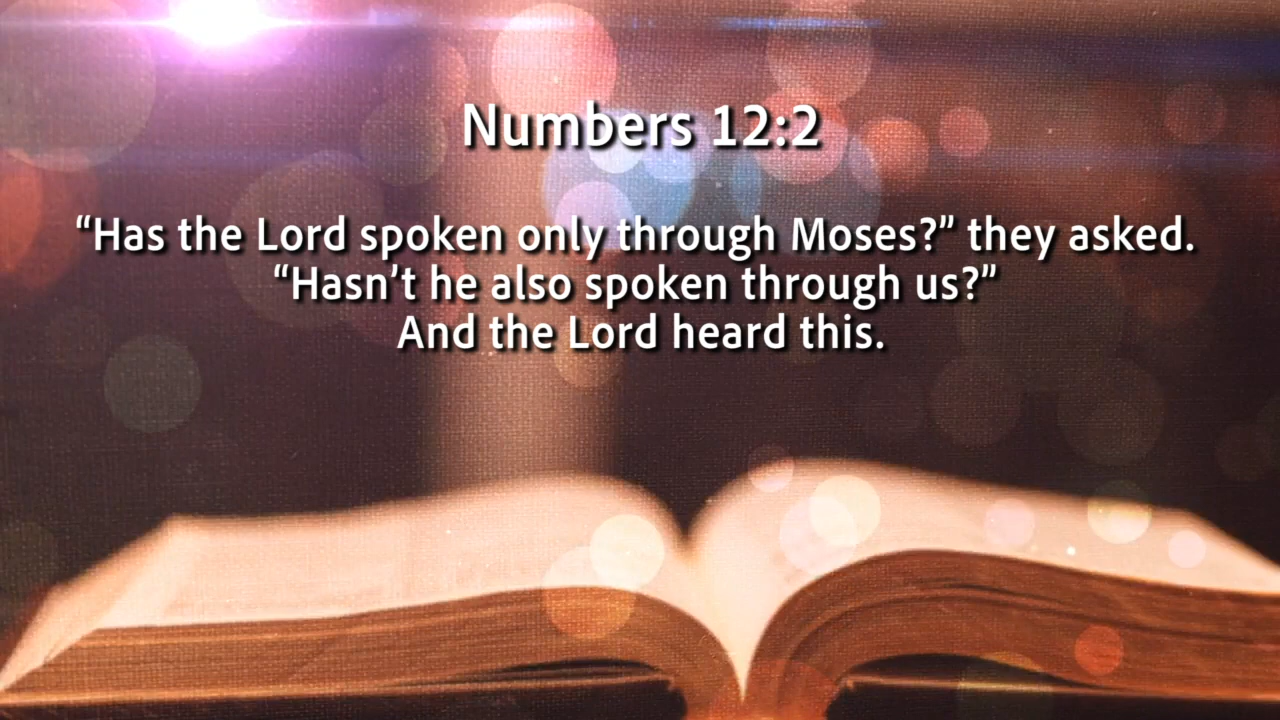 Numbers 12:2
“Has the Lord spoken only through Moses?” they asked.
“Hasn’t he also spoken through us?”
And the Lord heard this.